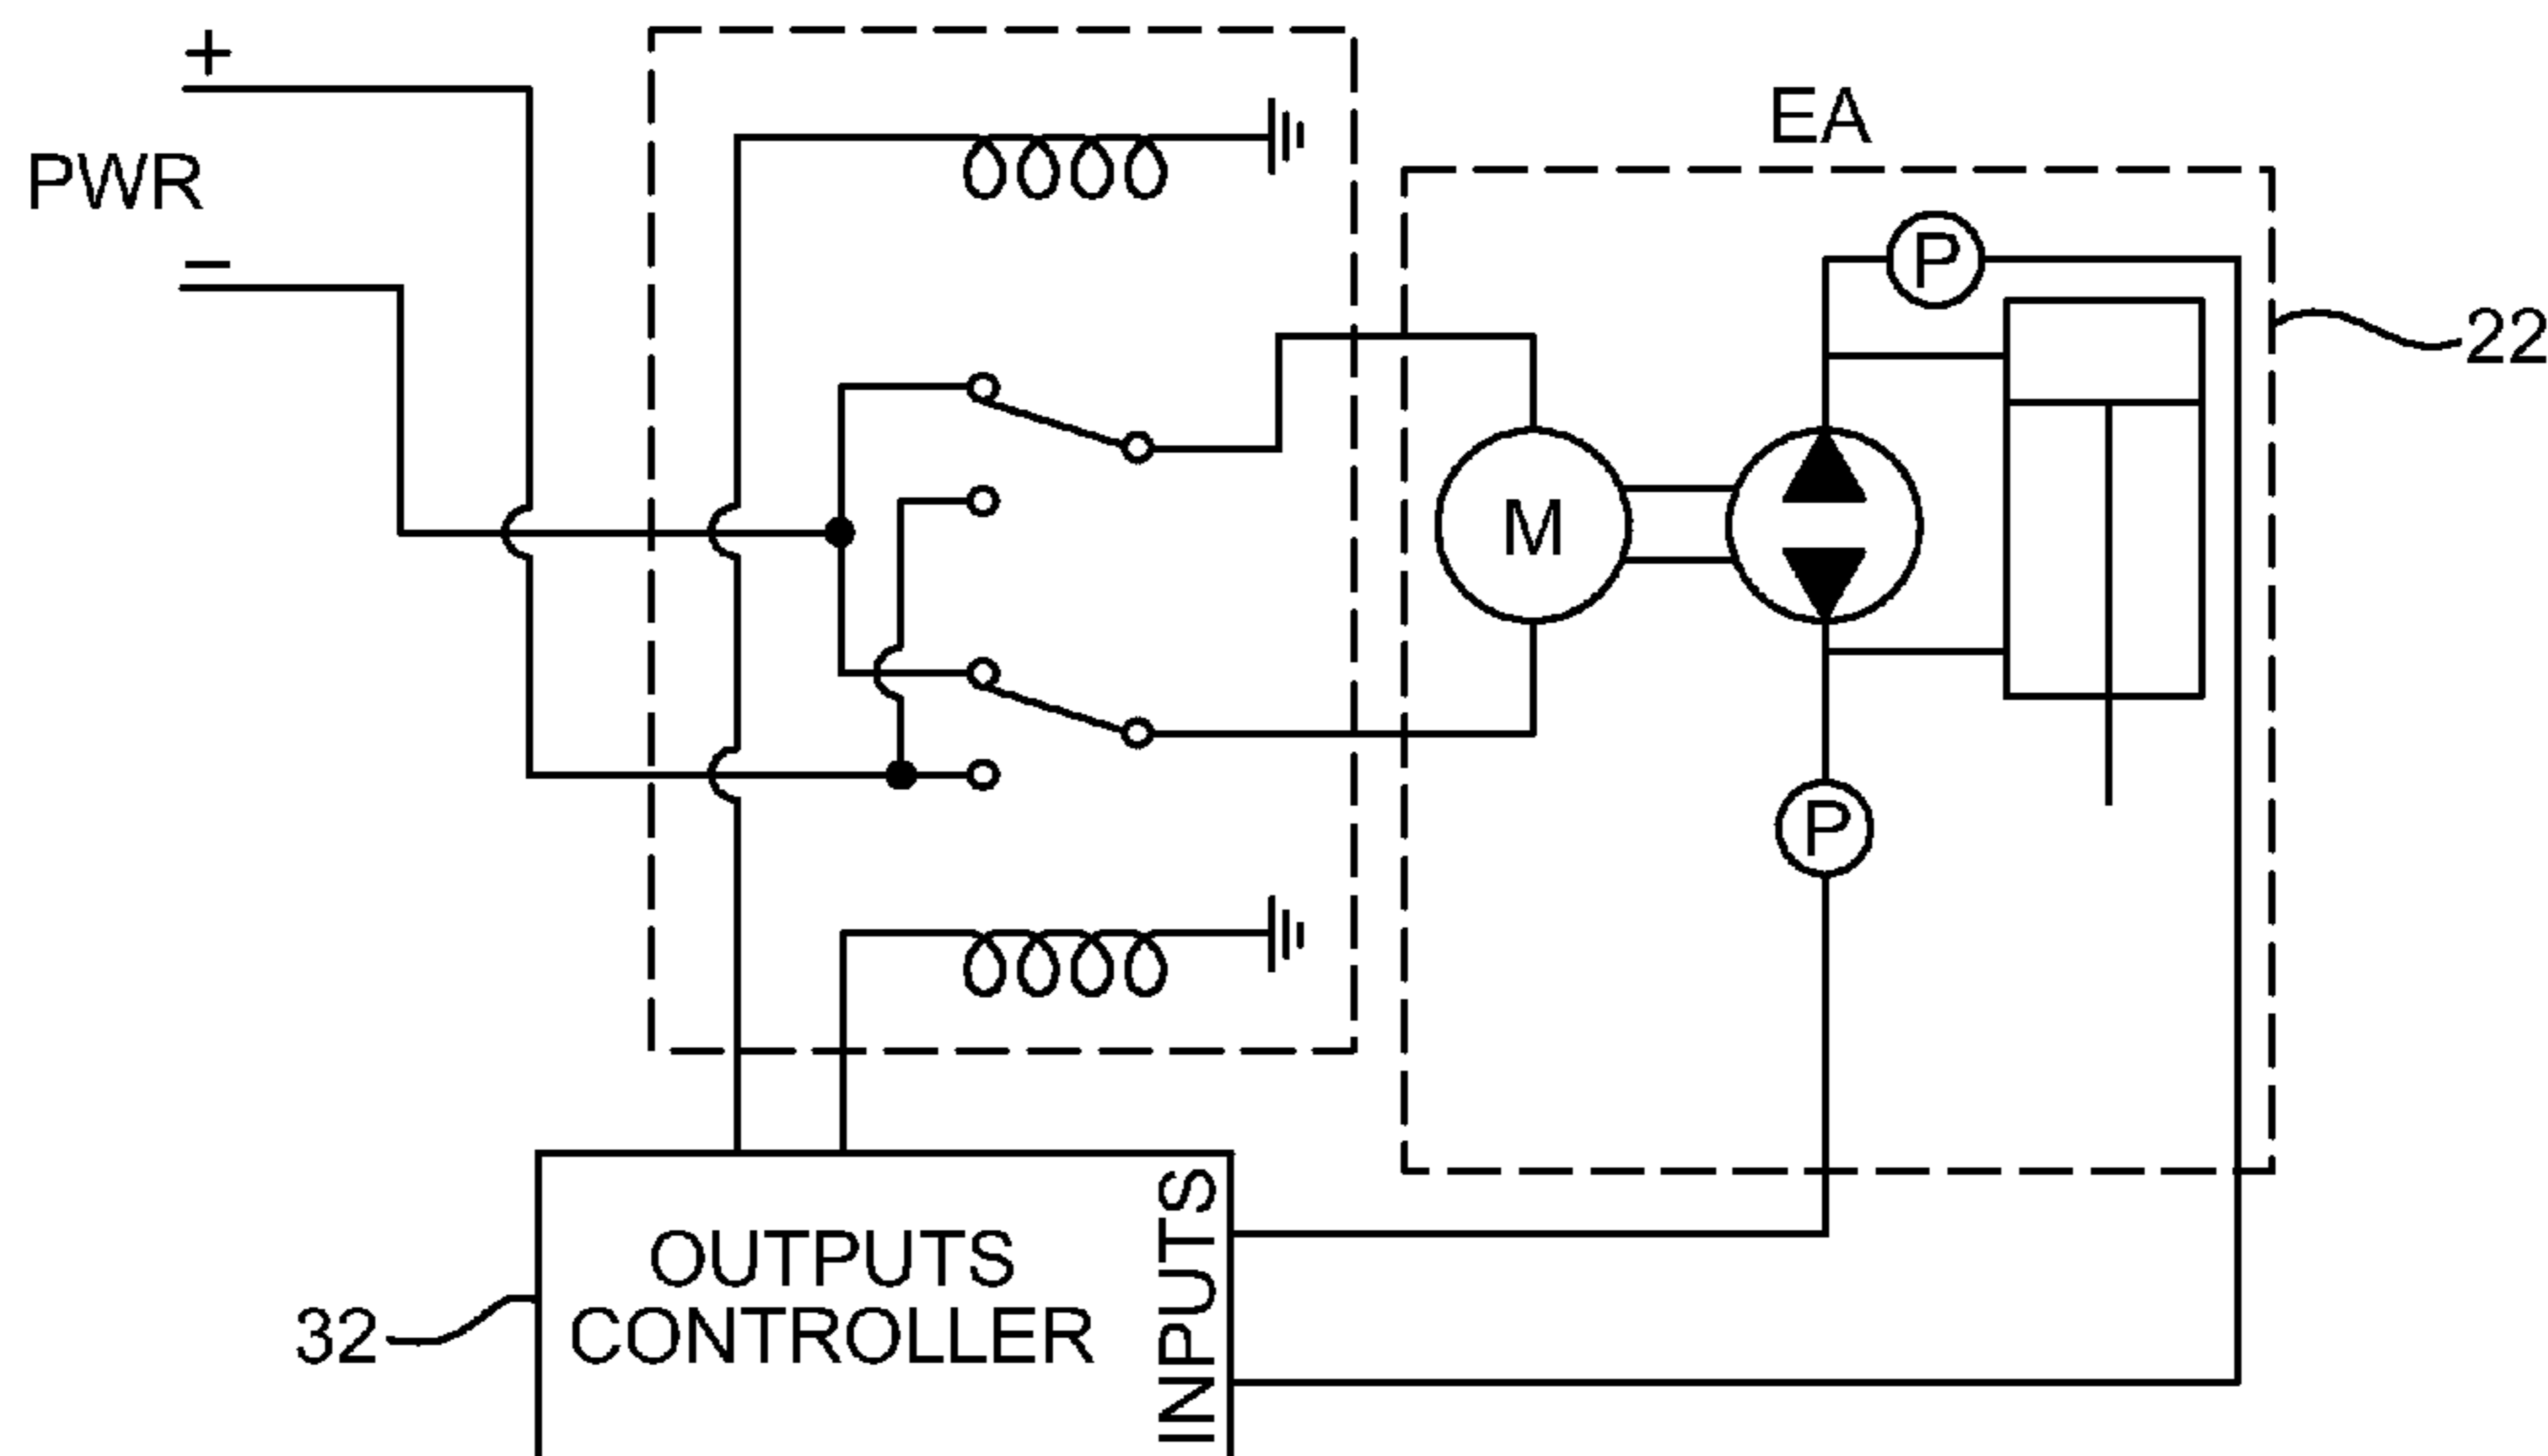 +
PWR
−
EA
P
22
M
P
OUTPUTS
CONTROLLER
INPUTS
32